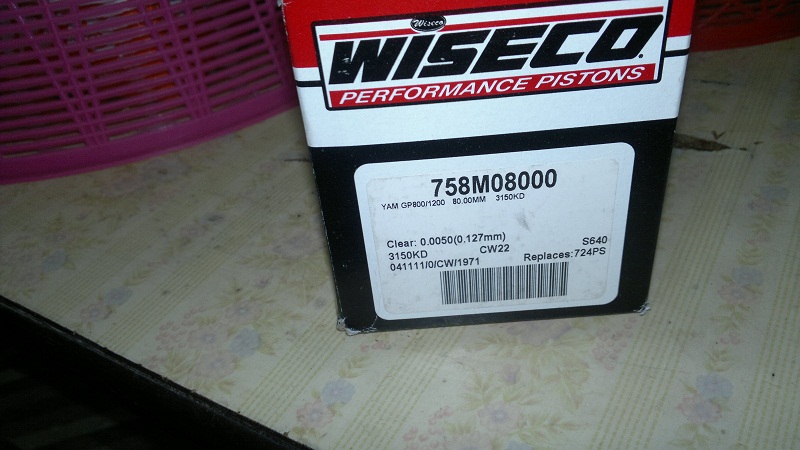 Wiseco
WISECO
PERFORMANCE PISTONS
758M08000
YAM GP800/1200 80.00MM 3150KD
Clear: 0.0050(0.127mm) S640
3150KD CW22
041111/0/CW/1971 Replaces:724PS